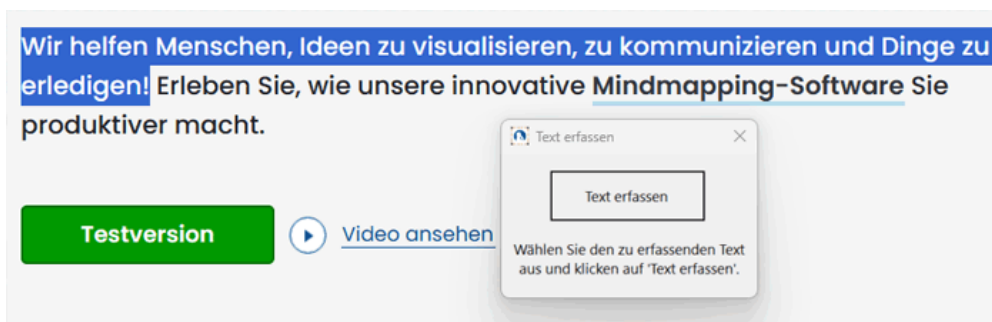 Wir helfen Menschen, Ideen zu visualisieren, zu kommunizieren und Dinge zu
erledigen! Erleben Sie, wie unsere innovative Mindmapping-Software Sie
produktiver macht.
Text erfassen
Text erfassen
Testversion
Video ansehen
Wählen Sie den zu erfassenden Text
aus und klicken auf 'Text erfassen'.